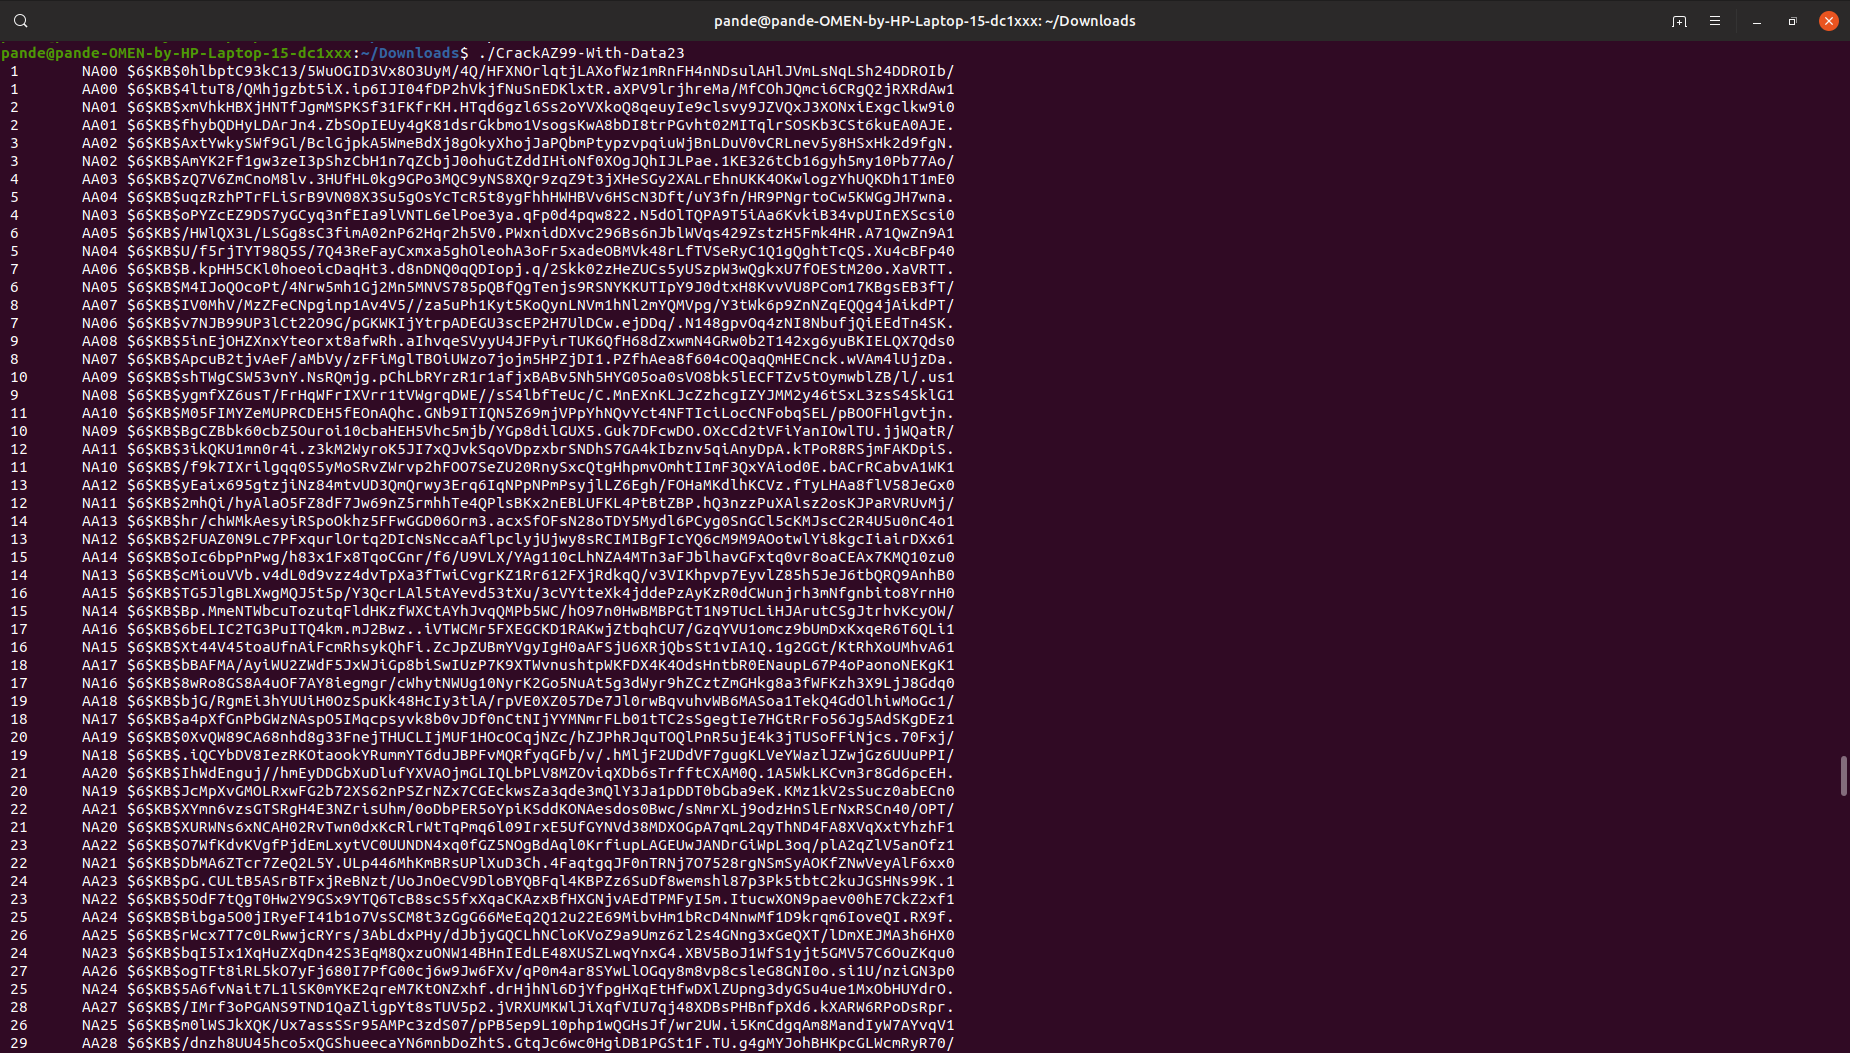 pande@pande-OMEN-by-HP-Laptop-15-dc1xxx: ~/Downloads
pande@pande-OMEN-by-HP-Laptop-15-dc1xxx:~/Downloads$ ./CrackAZ99-With-Data23
1 NA00 $6$KB$0hlbptC93kC13/5WuOGID3Vx8O3UyM/4Q/HFXNOrlqtjLAXofWz1mRnFH4nNDsulAHlJVmLsNqLSh24DDROIb/
1 AA00 $6$KB$4ltuT8/QMhjgzbt5iX.ip6IJI04fDP2hVkjfNuSnEDKlxtR.aXPV9lrjhreMa/MfCOhJQmci6CRgQ2jRXRdAw1
2 NA01 $6$KB$xmVhkHBXjHNTfJgmMSPKSf31FKfrKH.HTqd6gzl6Ss2oYVXkoQ8qeuyIe9clsvy9JZVQxJ3XONxiExgclkw9i0
2 AA01 $6$KB$fhybQDHyLDArJn4.ZbSOpIEUy4gK81dsrGkbmo1VsogsKwA8bDI8trPGvht02MITqlrSOSKb3CSt6kuEA0AJE.
3 AA02 $6$KB$AxtYwkySWf9Gl/BclGjpkA5WmeBdXj8gOkyXhojJaPQbmPtypzvpqiuWjBnLDuV0vCRLnev5y8HSxHk2d9fgN.
3 NA02 $6$KB$AmYK2Ff1gw3zeI3pShzCbH1n7qZCbjJ0ohuGtZddIHioNf0XOgJQhIJLPae.1KE326tCb16gyh5my10Pb77Ao/
4 AA03 $6$KB$zQ7V6ZmCnoM8lv.3HUfHL0kg9GPo3MQC9yNS8XQr9zqZ9t3jXHeSGy2XALrEhnUKK4OKwlogzYhUQKDh1T1mE0
5 AA04 $6$KB$uqzRzhPTrFLiSrB9VN08X3Su5gOsYcTcR5t8ygFhhHWHBVv6HScN3Dft/uY3fn/HR9PNgrtoCw5KWGgJH7wna.
4 NA03 $6$KB$oPYZcEZ9DS7yGCyq3nfEIa9lVNTL6elPoe3ya.qFp0d4pqw822.N5dOlTQPA9T5iAa6KvkiB34vpUInEXScsi0
6 AA05 $6$KB$/HWlQX3L/LSGg8sC3fimA02nP62Hqr2h5V0.PWxnidDXvc296Bs6nJblWVqs429ZstzH5Fmk4HR.A71QwZn9A1
5 NA04 $6$KB$U/f5rjTYT98Q5S/7Q43ReFayCxmxa5ghOleohA3oFr5xadeOBMVk48rLfTVSeRyC1Q1gQghtTcQS.Xu4cBFp40
7 AA06 $6$KB$B.kpHH5CKl0hoeoicDaqHt3.d8nDNQ0qQDIopj.q/2Skk02zHeZUCs5yUSzpW3wQgkxU7fOEStM20o.XaVRTT.
6 NA05 $6$KB$M4IJoQOcoPt/4Nrw5mh1Gj2Mn5MNVS785pQBfQgTenjs9RSNYKKUTIpY9J0dtxH8KvvVU8PCom17KBgsEB3fT/
8 AA07 $6$KB$IV0MhV/MzZFeCNpginp1Av4V5//za5uPh1Kyt5KoQynLNVm1hNl2mYQMVpg/Y3tWk6p9ZnNZqEQQg4jAikdPT/
7 NA06 $6$KB$v7NJB99UP3lCt22O9G/pGKWKIjYtrpADEGU3scEP2H7UlDCw.ejDDq/.N148gpvOq4zNI8NbufjQiEEdTn4SK.
9 AA08 $6$KB$5inEjOHZXnxYteorxt8afwRh.aIhvqeSVyyU4JFPyirTUK6QfH68dZxwmN4GRw0b2T142xg6yuBKIELQX7Qds0
8 NA07 $6$KB$ApcuB2tjvAeF/aMbVy/zFFiMglTBOiUWzo7jojm5HPZjDI1.PZfhAea8f604cOQaqQmHECnck.wVAm4lUjzDa.
10 AA09 $6$KB$shTWgCSW53vnY.NsRQmjg.pChLbRYrzR1r1afjxBABv5Nh5HYG05oa0sVO8bk5lECFTZv5tOymwblZB/l/.us1
9 NA08 $6$KB$ygmfXZ6usT/FrHqWFrIXVrr1tVWgrqDWE//sS4lbfTeUc/C.MnEXnKLJcZzhcgIZYJMM2y46tSxL3zsS4SklG1
11 AA10 $6$KB$M05FIMYZeMUPRCDEH5fEOnAQhc.GNb9ITIQN5Z69mjVPpYhNQvYct4NFTIciLocCNFobqSEL/pBOOFHlgvtjn.
10 NA09 $6$KB$BgCZBbk60cbZ5Ouroi10cbaHEH5Vhc5mjb/YGp8dilGUX5.Guk7DFcwDO.OXcCd2tVFiYanIOwlTU.jjWQatR/
12 AA11 $6$KB$3ikQKU1mn0r4i.z3kM2WyroK5JI7xQJvkSqoVDpzxbrSNDhS7GA4kIbznv5qiAnyDpA.kTPoR8RSjmFAKDpiS.
11 NA10 $6$KB$/f9k7IXrilgqq0S5yMoSRvZWrvp2hFOO7SeZU20RnySxcQtgHhpmvOmhtIImF3QxYAiod0E.bACrRCabvA1WK1
13 AA12 $6$KB$yEaix695gtzjiNz84mtvUD3QmQrwy3Erq6IqNPpNPmPsyjlLZ6Egh/FOHaMKdlhKCVz.fTyLHAa8flV58JeGx0
12 NA11 $6$KB$2mhQi/hyAlaO5FZ8dF7Jw69nZ5rmhhTe4QPlsBKx2nEBLUFKL4PtBtZBP.hQ3nzzPuXAlsz2osKJPaRVRUvMj/
14 AA13 $6$KB$hr/chWMkAesyiRSpoOkhz5FFwGGD06Orm3.acxSfOFsN28oTDY5Mydl6PCyg0SnGCl5cKMJscC2R4U5u0nC4o1
13 NA12 $6$KB$2FUAZ0N9Lc7PFxqurlOrtq2DIcNsNccaAflpclyjUjwy8sRCIMIBgFIcYQ6cM9M9AOotwlYi8kgcIiairDXx61
15 AA14 $6$KB$oIc6bpPnPwg/h83x1Fx8TqoCGnr/f6/U9VLX/YAg110cLhNZA4MTn3aFJblhavGFxtq0vr8oaCEAx7KMQ10zu0
14 NA13 $6$KB$cMiouVVb.v4dL0d9vzz4dvTpXa3fTwiCvgrKZ1Rr612FXjRdkqQ/v3VIKhpvp7EyvlZ85h5JeJ6tbQRQ9AnhB0
16 AA15 $6$KB$TG5JlgBLXwgMQJ5t5p/Y3QcrLAl5tAYevd53tXu/3cVYtteXk4jddePzAyKzR0dCWunjrh3mNfgnbito8YrnH0
15 NA14 $6$KB$Bp.MmeNTWbcuTozutqFldHKzfWXCtAYhJvqQMPb5WC/hO97n0HwBMBPGtT1N9TUcLiHJArutCSgJtrhvKcyOW/
17 AA16 $6$KB$6bELIC2TG3PuITQ4km.mJ2Bwz..iVTWCMr5FXEGCKD1RAKwjZtbqhCU7/GzqYVU1omcz9bUmDxKxqeR6T6QLi1
16 NA15 $6$KB$Xt44V45toaUfnAiFcmRhsykQhFi.ZcJpZUBmYVgyIgH0aAFSjU6XRjQbsSt1vIA1Q.1g2GGt/KtRhXoUMhvA61
18 AA17 $6$KB$bBAFMA/AyiWU2ZWdF5JxWJiGp8biSwIUzP7K9XTWvnushtpWKFDX4K4OdsHntbR0ENaupL67P4oPaonoNEKgK1
17 NA16 $6$KB$8wRo8GS8A4uOF7AY8iegmgr/cWhytNWUg10NyrK2Go5NuAt5g3dWyr9hZCztZmGHkg8a3fWFKzh3X9LjJ8Gdq0
19 AA18 $6$KB$bjG/RgmEi3hYUUiH0OzSpuKk48HcIy3tlA/rpVE0XZ057De7Jl0rwBqvuhvWB6MASoa1TekQ4GdOlhiwMoGc1/
18 NA17 $6$KB$a4pXfGnPbGWzNAspO5IMqcpsyvk8b0vJDf0nCtNIjYYMNmrFLb01tTC2sSgegtIe7HGtRrFo56Jg5AdSKgDEz1
20 AA19 $6$KB$0XvQW89CA68nhd8g33FnejTHUCLIjMUF1HOcOCqjNZc/hZJPhRJquTOQlPnR5ujE4k3jTUSoFFiNjcs.70Fxj/
19 NA18 $6$KB$.iQCYbDV8IezRKOtaookYRummYT6duJBPFvMQRfyqGFb/v/.hMljF2UDdVF7gugKLVeYWazlJZwjGz6UUuPPI/
21 AA20 $6$KB$IhWdEnguj//hmEyDDGbXuDlufYXVAOjmGLIQLbPLV8MZOviqXDb6sTrfftCXAM0Q.1A5WkLKCvm3r8Gd6pcEH.
20 NA19 $6$KB$JcMpXvGMOLRxwFG2b72XS62nPSZrNZx7CGEckwsZa3qde3mQlY3Ja1pDDT0bGba9eK.KMz1kV2sSucz0abECn0
22 AA21 $6$KB$XYmn6vzsGTSRgH4E3NZrisUhm/0oDbPER5oYpiKSddKONAesdos0Bwc/sNmrXLj9odzHnSlErNxRSCn40/OPT/
21 NA20 $6$KB$XURWNs6xNCAH02RvTwn0dxKcRlrWtTqPmq6l09IrxE5UfGYNVd38MDXOGpA7qmL2qyThND4FA8XVqXxtYhzhF1
23 AA22 $6$KB$O7WfKdvKVgfPjdEmLxytVC0UUNDN4xq0fGZ5NOgBdAql0KrfiupLAGEUwJANDrGiWpL3oq/plA2qZlV5anOfz1
22 NA21 $6$KB$DbMA6ZTcr7ZeQ2L5Y.ULp446MhKmBRsUPlXuD3Ch.4FaqtgqJF0nTRNj7O7528rgNSmSyAOKfZNwVeyAlF6xx0
24 AA23 $6$KB$pG.CULtB5ASrBTFxjReBNzt/UoJnOeCV9DloBYQBFql4KBPZz6SuDf8wemshl87p3Pk5tbtC2kuJGSHNs99K.1
23 NA22 $6$KB$5OdF7tQgT0Hw2Y9GSx9YTQ6TcB8scS5fxXqaCKAzxBfHXGNjvAEdTPMFyI5m.ItucwXON9paev00hE7CkZ2xf1
25 AA24 $6$KB$Bibga5O0jIRyeFI41b1o7VsSCM8t3zGgG66MeEq2Q12u22E69MibvHm1bRcD4NnwMf1D9krqm6IoveQI.RX9f.
26 AA25 $6$KB$rWcx7T7c0LRwwjcRYrs/3AbLdxPHy/dJbjyGQCLhNCloKVoZ9a9Umz6zl2s4GNng3xGeQXT/lDmXEJMA3h6HX0
24 NA23 $6$KB$bqI5Ix1XqHuZXqDn42S3EqM8QxzuONW14BHnIEdLE48XUSZLwqYnxG4.XBV5BoJ1WfS1yjt5GMV57C6OuZKqu0
27 AA26 $6$KB$ogTFt8iRL5kO7yFj680I7PfG00cj6w9Jw6FXv/qP0m4ar8SYwLlOGqy8m8vp8csleG8GNI0o.si1U/nziGN3p0
25 NA24 $6$KB$5A6fvNait7L1lSK0mYKE2qreM7KtONZxhf.drHjhNl6DjYfpgHXqEtHfwDXlZUpng3dyGSu4ue1MxObHUYdrO.
28 AA27 $6$KB$/IMrf3oPGANS9TND1QaZligpYt8sTUV5p2.jVRXUMKWlJiXqfVIU7qj48XDBsPHBnfpXd6.kXARW6RPoDsRpr.
26 NA25 $6$KB$m0lWSJkXQK/Ux7assSSr95AMPc3zdS07/pPB5ep9L10php1wQGHsJf/wr2UW.i5KmCdgqAm8MandIyW7AYvqV1
29 AA28 $6$KB$/dnzh8UU45hco5xQGShueecaYN6mnbDoZhtS.GtqJc6wc0HgiDB1PGSt1F.TU.g4gMYJohBHKpcGLWcmRyR70/